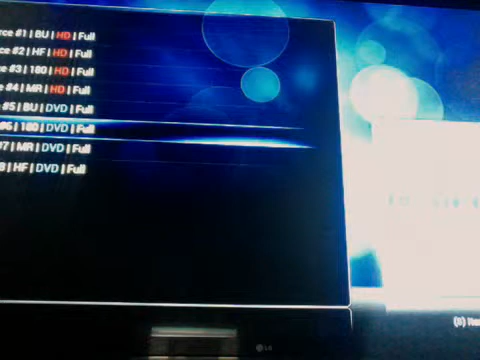 rce #1 | BU | HD | Full
ce #2 | HF | HD | Full
e #3 | 180 | HD | Full
e #4 | MR | HD | Full
#5 | BU | DVD | Full
#6 | 180 | DVD | Full
#7 | MR | DVD | Full
8 | HF | DVD | Full
LG